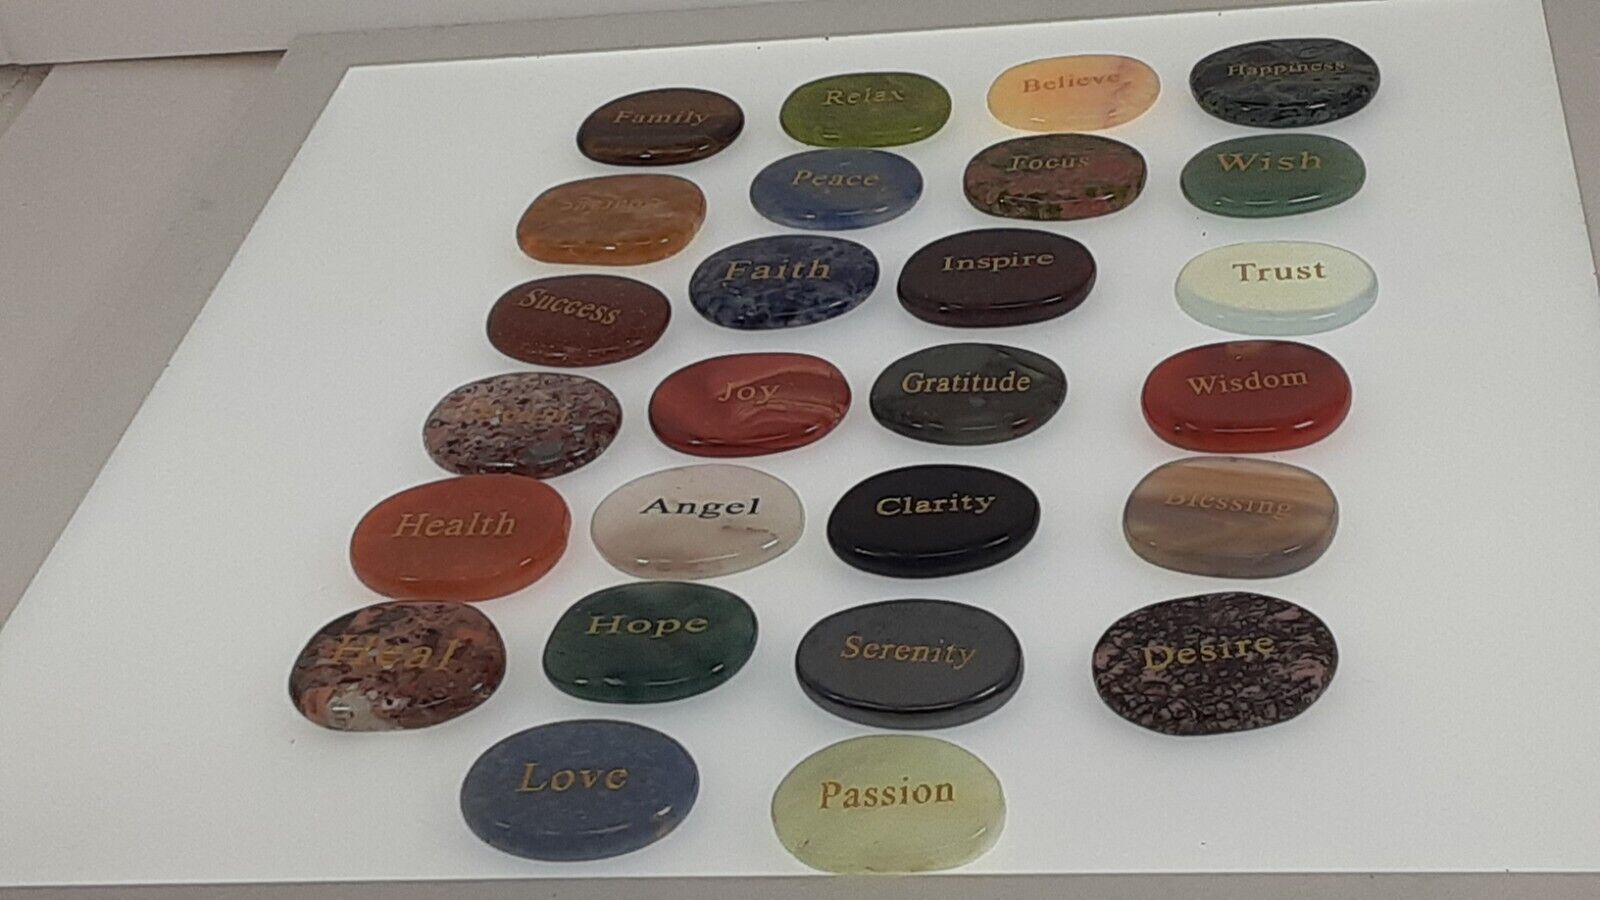 Family
Relax
Believe
Happiness
Peace
Focus
Wish
Faith
Inspire
Trust
Success
Joy
Gratitude
Wisdom
Health
Angel
Clarity
Blessing
Heal
Hope
Serenity
Desire
Love
Passion